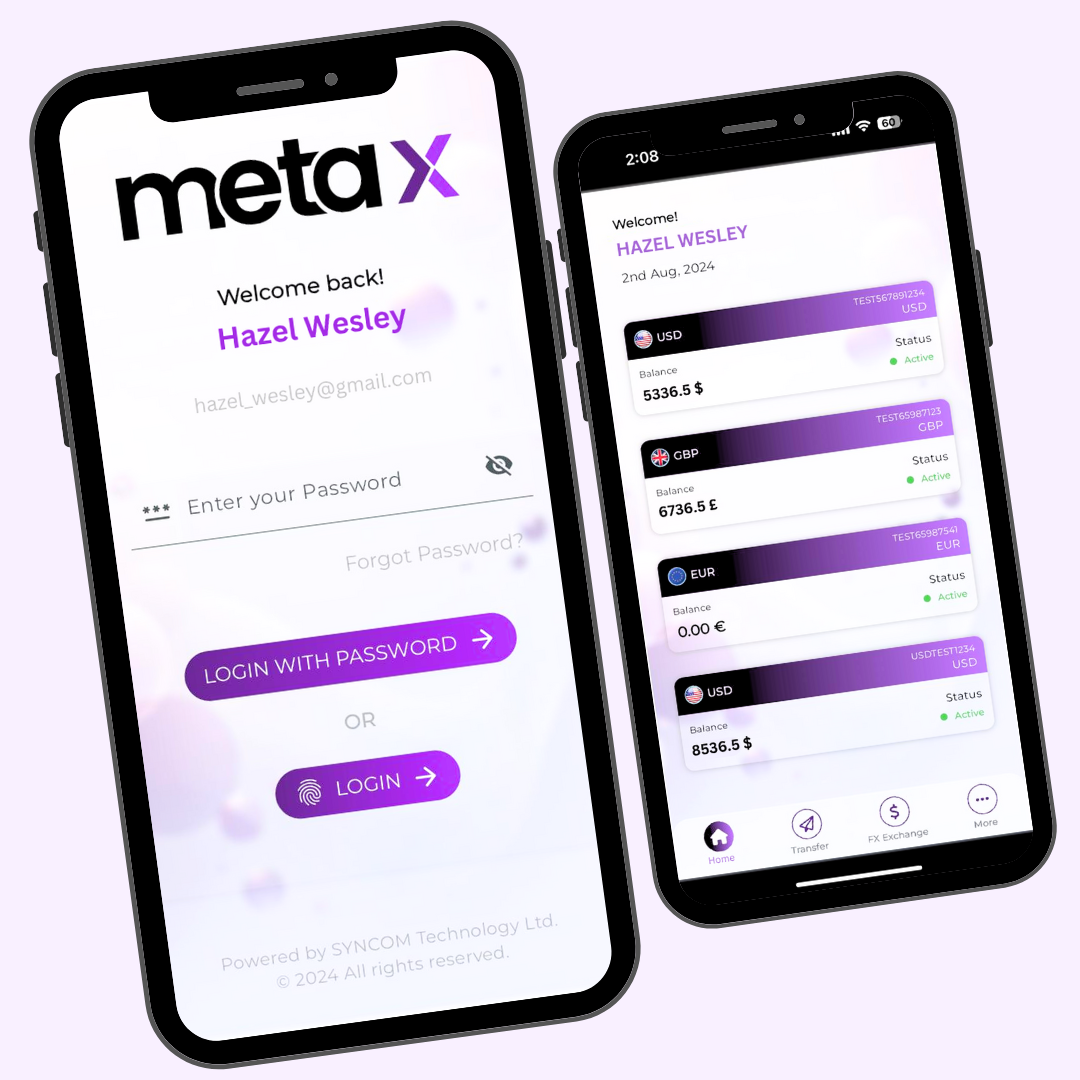 meta X
Welcome back!
Hazel Wesley
hazel_wesley@gmail.com
*** Enter your Password
Forgot Password?
LOGIN WITH PASSWORD
OR
LOGIN
Powered by SYNCOM Technology Ltd.
© 2024 All rights reserved.
2:08 60
Welcome!
HAZEL WESLEY
2nd Aug, 2024
TEST567891234
USD USD
Balance Status
5336.5 $ Active
TEST65987123
GBP GBP
Balance Status
6736.5 £ Active
TEST65987541
EUR EUR
Balance Status
0.00 € Active
USDTEST1234
USD USD
Balance Status
8536.5 $ Active
$
Home Transfer FX Exchange More